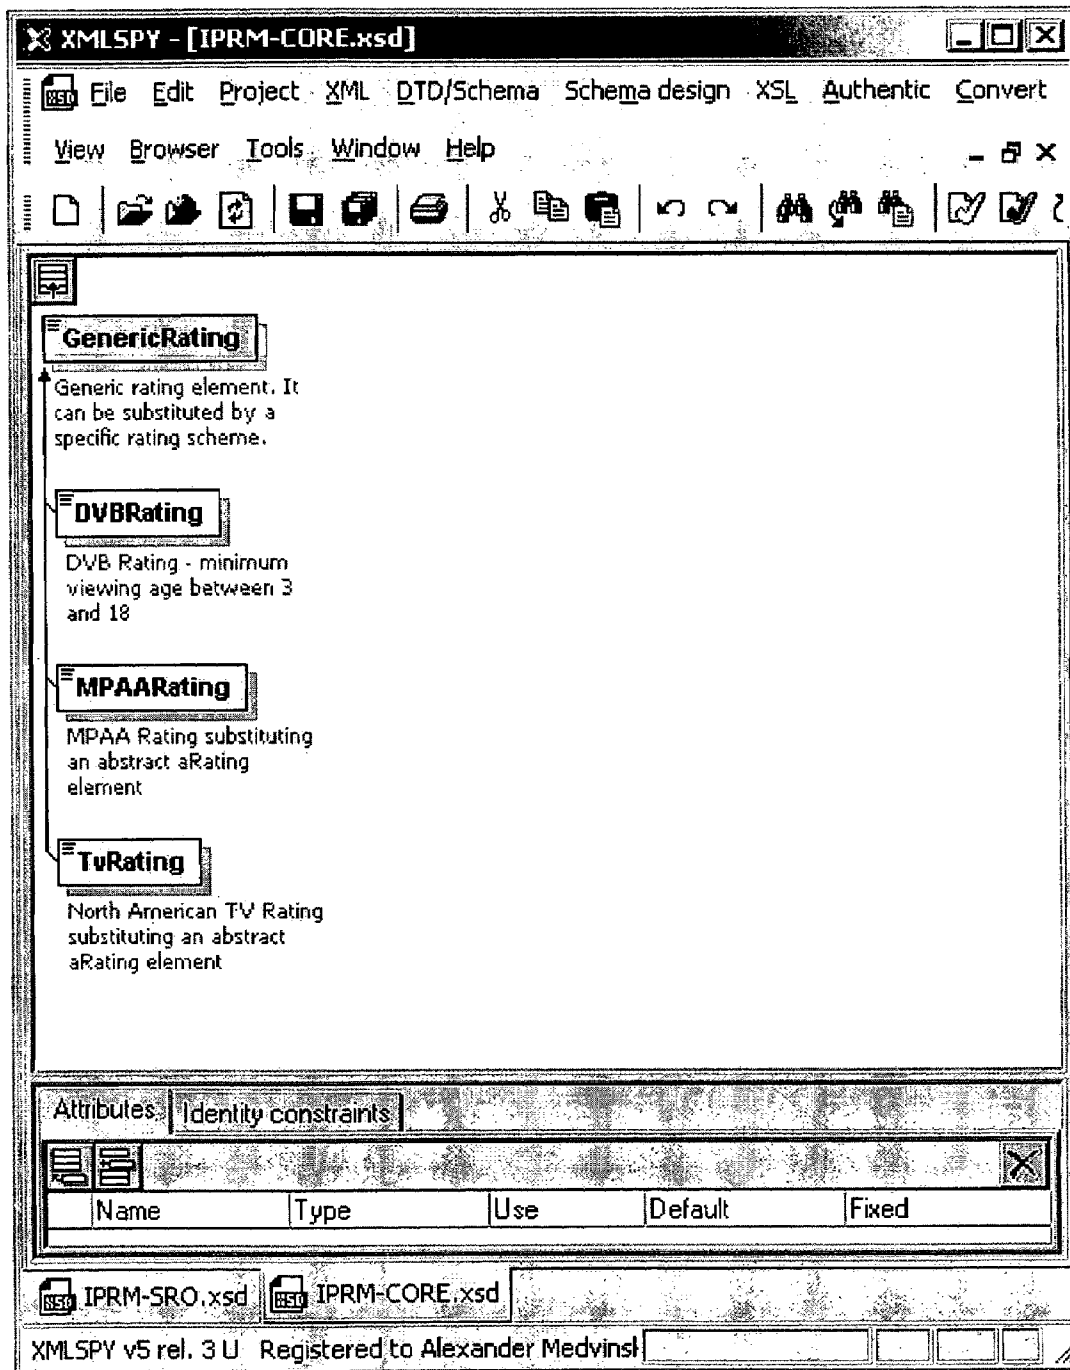 XMLSPY - [IPRM-CORE.xsd]
File Edit Project XML DTD/Schema Schema design XSL Authentic Convert
View Browser Tools Window Help
GenericRating
Generic rating element. It
can be substituted by a
specific rating scheme.
DVBRating
DVB Rating - minimum
viewing age between 3
and 18
MPAARating
MPAA Rating substituting
an abstract aRating
element
TvRating
North American TV Rating
substituting an abstract
aRating element
Attributes Identity constraints
Name Type Use Default Fixed
IPRM-SRO.xsd IPRM-CORE.xsd
XMLSPY v5 rel. 3 U Registered to Alexander